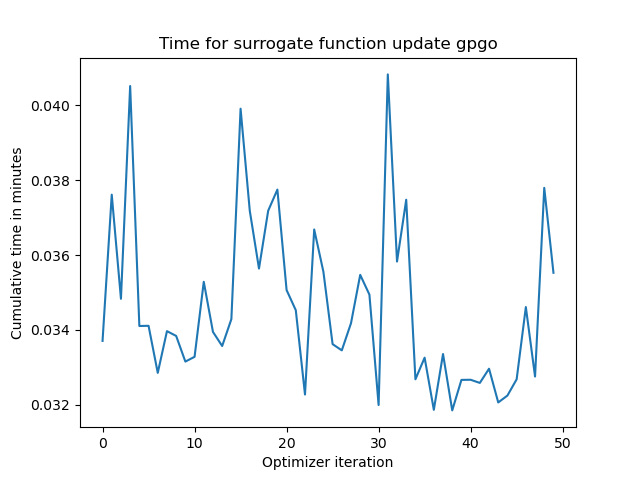 Time for surrogate function update gpgo
Cumulative time in minutes
0.040
0.038
0.036
0.034
0.032
0 10 20 30 40 50
Optimizer iteration